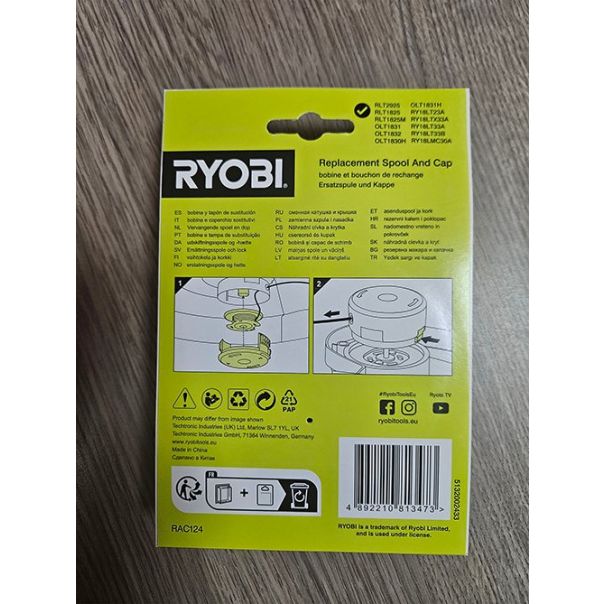 RLT2005 OLT1831H
RLT1825 RY18LT23A
RLT1825M RY18LTX33A
OLT1831 RY18LT33A
OLT1832 RY18LT33B
OLT1830H RY18LMC35A
RYOBI
Replacement Spool And Cap
bobine et bouchon de rechange
Ersatzspule und Kappe
ES bobina y tapón de sustitución
IT bobina e coperchio sostitutivi
NL Vervangende spoel en dop
PT bobina e tampa de substituição
DA udskiftningsspole og -hætte
SV Ersättningsspole och lock
FI vaihtokela ja korkki
NO erstatningsspole og hette
RU сменная катушка и крышка
PL zamienna szpula i nasadka
CS Náhradní cívka a krytka
HU csereorsó és kupak
RO bobină și capac de schimb
LV maiņas spole un vāciņš
LT atsarginė ritė su dangteliu
ET asenduspool ja kork
HR rezervni kalem i poklopac
SL nadomestno vreteno in
pokrovček
SK náhradná cievka a kryt
BG резервна макара и капачка
TR Yedek sargı ve kapak
1
2
21
PAP
Product may differ from image shown
Techtronic Industries (UK) Ltd, Marlow SL7 1YL, UK
Techtronic Industries GmbH, 71364 Winnenden, Germany
www.ryobitools.eu
Made in China
Сделано в Китае
#RyobiToolsEu Ryobi TV
ryobitools.eu
FR
+
RAC124
4 892210 813473 >
5132002433
RYOBI is a trademark of Ryobi Limited,
and is used under license.